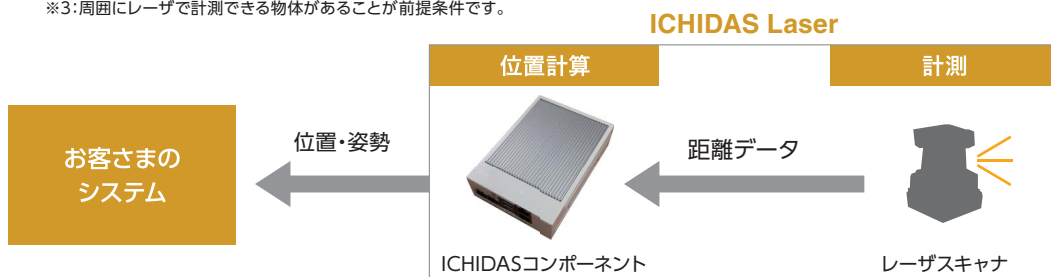 ※3:周囲にレーザで計測できる物体があることが前提条件です。
ICHIDAS Laser
位置計算
計測
お客さまの
システム
位置・姿勢
距離データ
ICHIDASコンポーネント
レーザスキャナ